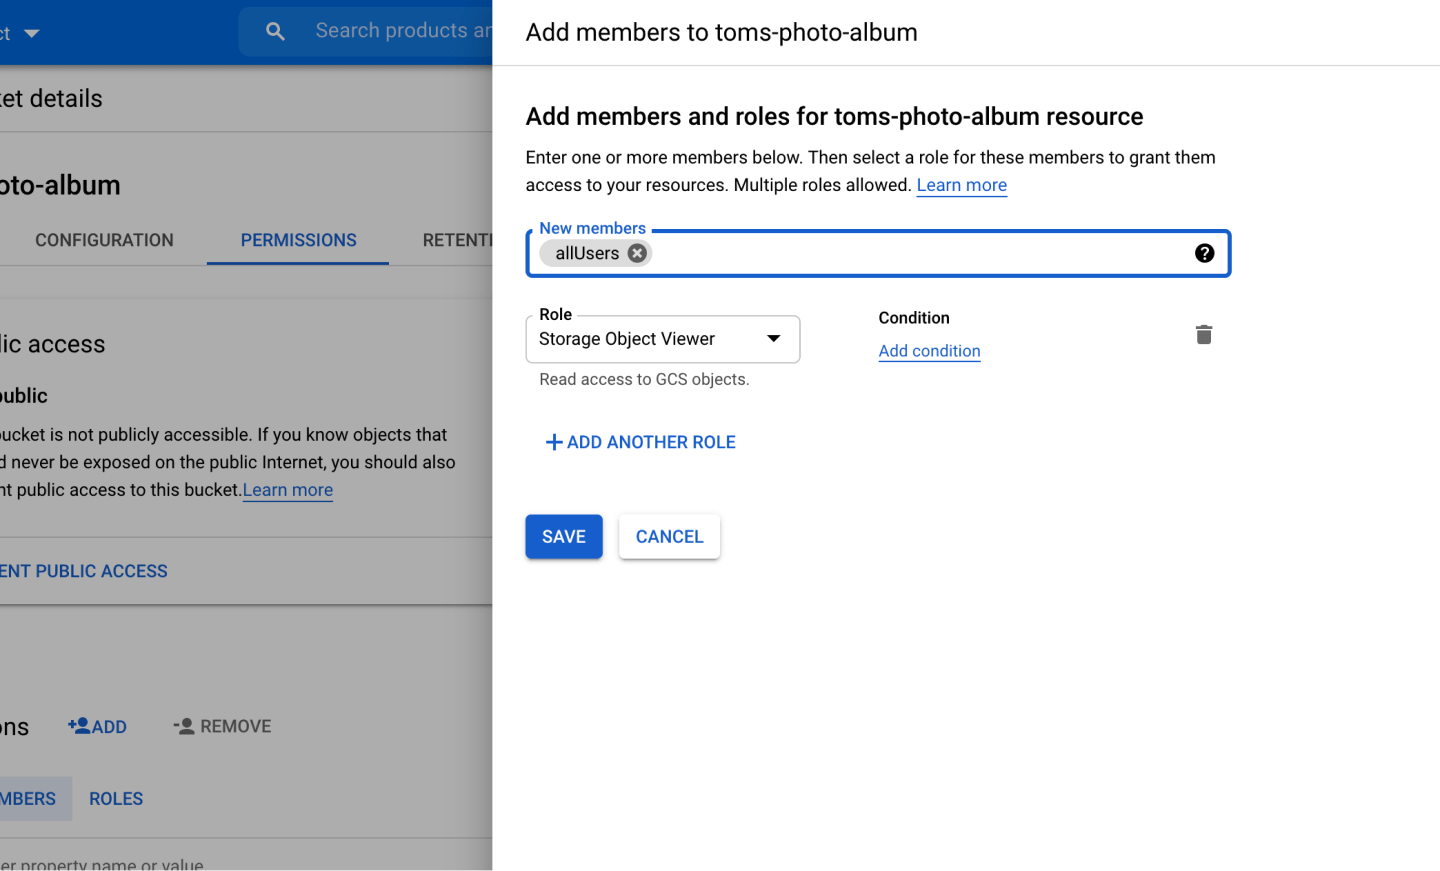 ct
Search products an
et details
oto-album
CONFIGURATION PERMISSIONS RETENTI
lic access
public
bucket is not publicly accessible. If you know objects that
d never be exposed on the public Internet, you should also
nt public access to this bucket.Learn more
ENT PUBLIC ACCESS
ons ADD REMOVE
MBERS ROLES
er property name or value
Add members to toms-photo-album
Add members and roles for toms-photo-album resource
Enter one or more members below. Then select a role for these members to grant them
access to your resources. Multiple roles allowed. Learn more
New members
allUsers
Role
Storage Object Viewer
Read access to GCS objects.
Condition
Add condition
ADD ANOTHER ROLE
SAVE CANCEL